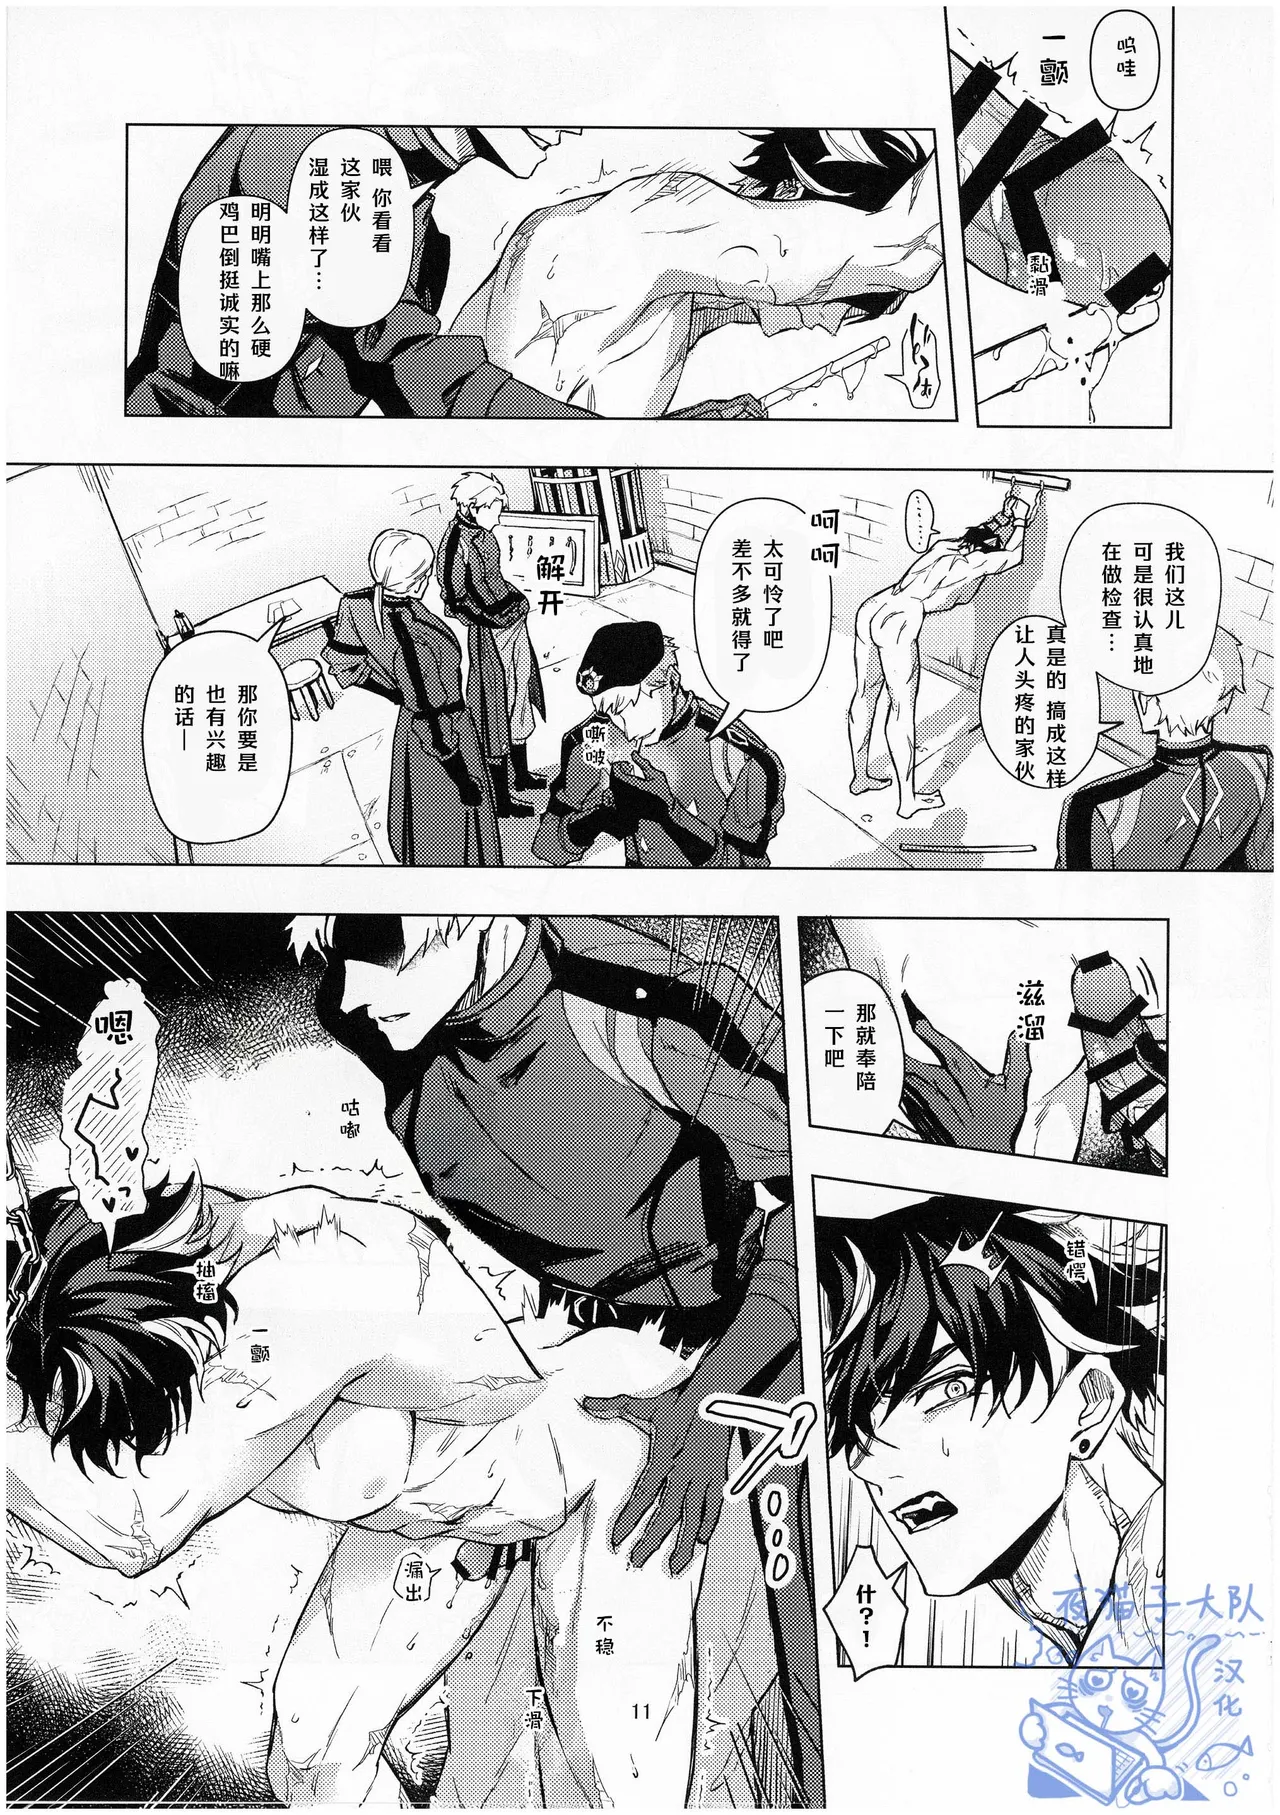 呜哇
一颤
黏滑
喂 你看看
这家伙
湿成这样了…
明明嘴上那么硬
鸡巴倒挺诚实的嘛
我们这儿
可是很认真地
在做检查…
真是的 搞成这样
让人头疼的家伙
………
呵呵
太可怜了吧
差不多就得了
嘶啵
解开
那你要是
也有兴趣
的话—
滋溜
那就奉陪
一下吧
错愕
什?!
咕嘟
嗯
抽搐
一颤
漏出
不稳
下滑
11
夜猫子大队
汉化